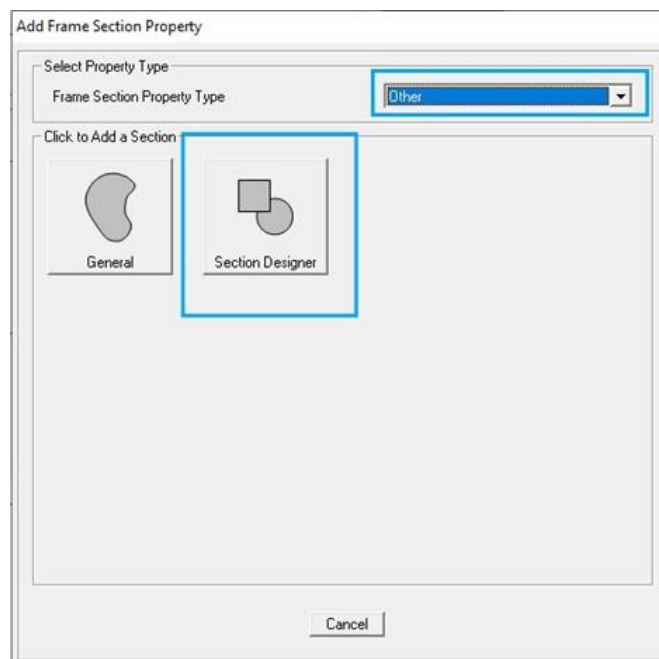 Add Frame Section Property
Select Property Type
Frame Section Property Type
Other
Click to Add a Section
General
Section Designer
Cancel